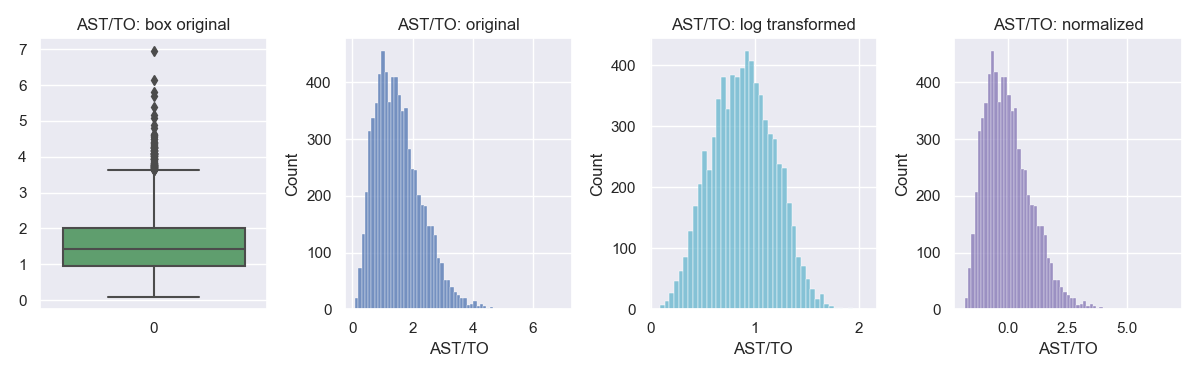 AST/TO: box original
7
6
5
4
3
2
1
0
0
AST/TO: original
Count
400
300
200
100
0
0 2 4 6
AST/TO
AST/TO: log transformed
Count
400
300
200
100
0
0 1 2
AST/TO
AST/TO: normalized
Count
400
300
200
100
0
0.0 2.5 5.0
AST/TO